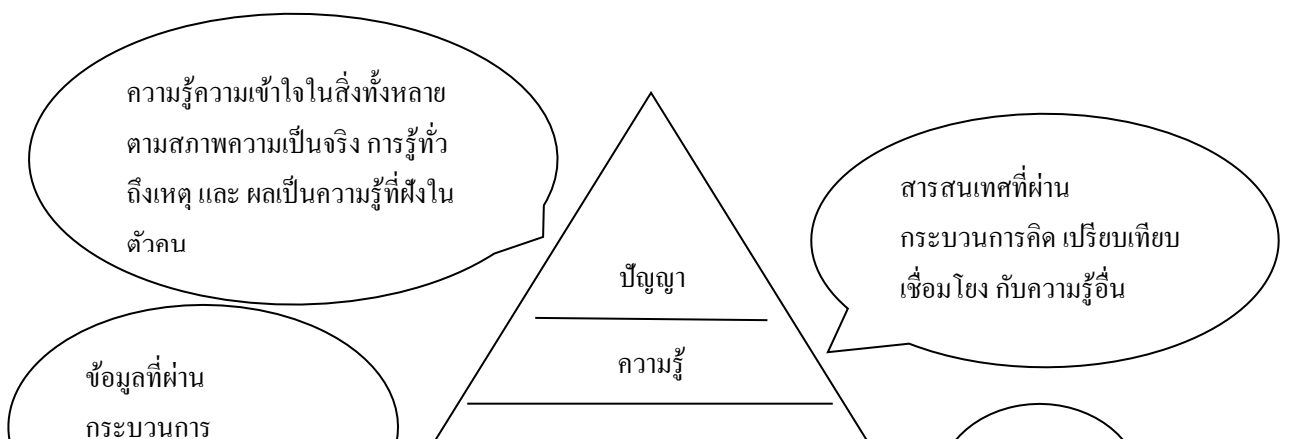 ความรู้ความเข้าใจในสิ่งทั้งหลาย
ตามสภาพความเป็นจริง การรู้ทั่ว
ถึงเหตุ และ ผลเป็นความรู้ที่ฝังใน
ตัวคน
สารสนเทศที่ผ่าน
กระบวนการคิด เปรียบเทียบ
เชื่อมโยง กับความรู้อื่น
ปัญญา
ความรู้
ข้อมูลที่ผ่าน
กระบวนการ